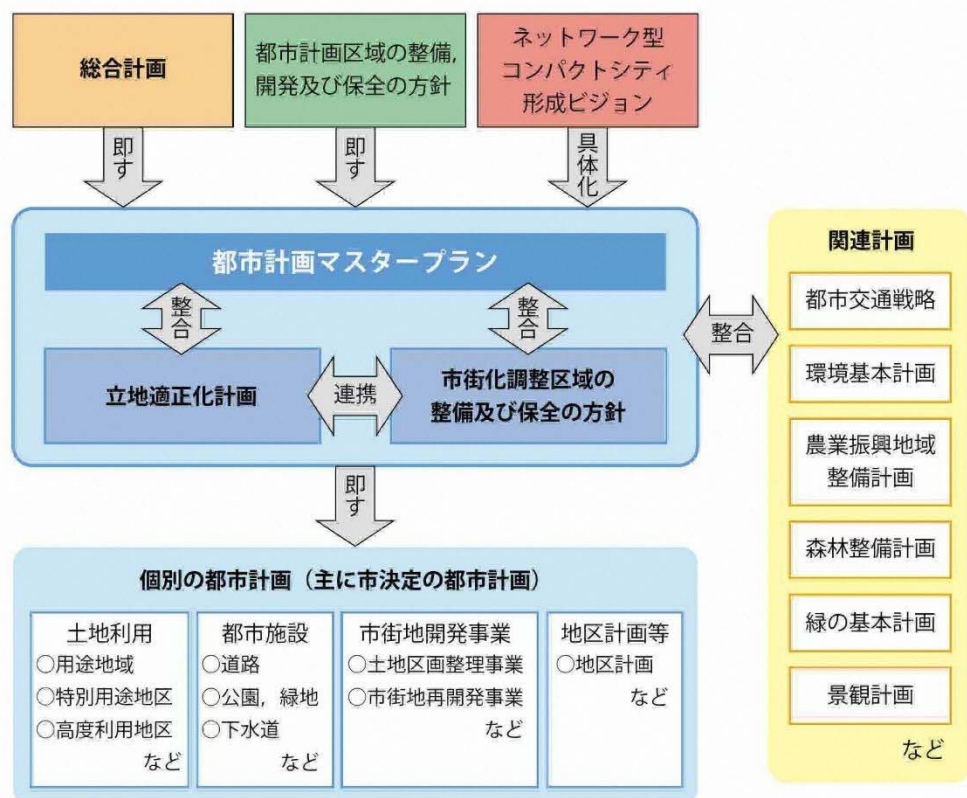 総合計画
都市計画区域の整備,
開発及び保全の方針
ネットワーク型
コンパクトシティ
形成ビジョン
即す
即す
具体化
都市計画マスタープラン
整合
整合
立地適正化計画
連携
市街化調整区域の
整備及び保全の方針
整合
即す
個別の都市計画（主に市決定の都市計画）
土地利用
○用途地域
○特別用途地区
○高度利用地区
など
都市施設
○道路
○公園，緑地
○下水道
など
市街地開発事業
○土地区画整理事業
○市街地再開発事業
など
地区計画等
○地区計画
など
関連計画
都市交通戦略
環境基本計画
農業振興地域
整備計画
森林整備計画
緑の基本計画
景観計画
など